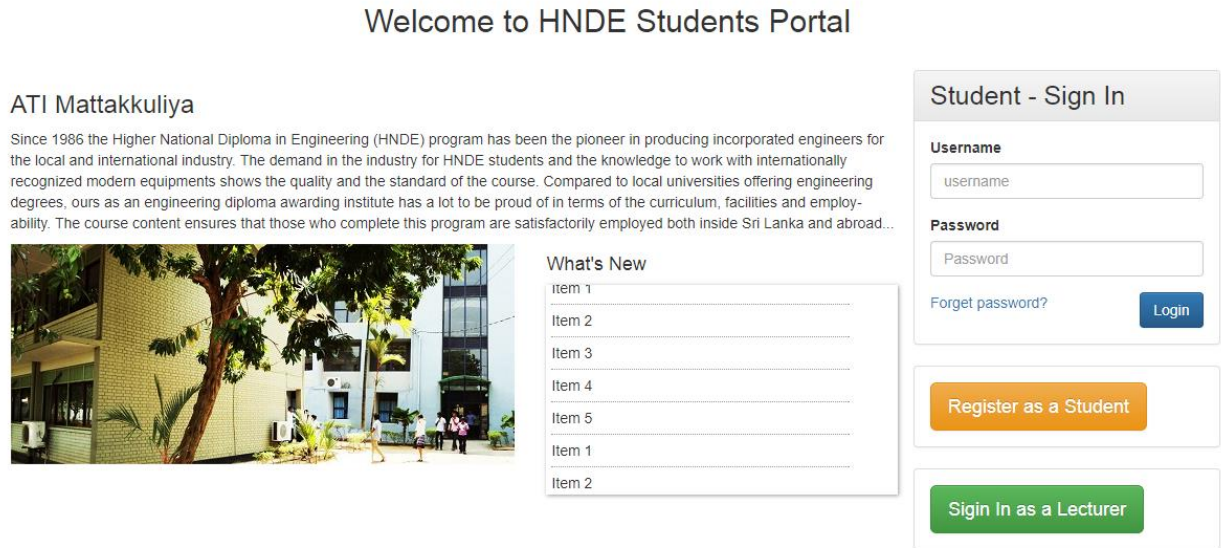 Welcome to HNDE Students Portal
ATI Mattakkuliya
Since 1986 the Higher National Diploma in Engineering (HNDE) program has been the pioneer in producing incorporated engineers for
the local and international industry. The demand in the industry for HNDE students and the knowledge to work with internationally
recognized modern equipments shows the quality and the standard of the course. Compared to local universities offering engineering
degrees, ours as an engineering diploma awarding institute has a lot to be proud of in terms of the curriculum, facilities and employ-
ability. The course content ensures that those who complete this program are satisfactorily employed both inside Sri Lanka and abroad...
What's New
Item 1
Item 2
Item 3
Item 4
Item 5
Item 1
Item 2
Student - Sign In
Username
username
Password
Password
Forget password?
Login
Register as a Student
Sigin In as a Lecturer